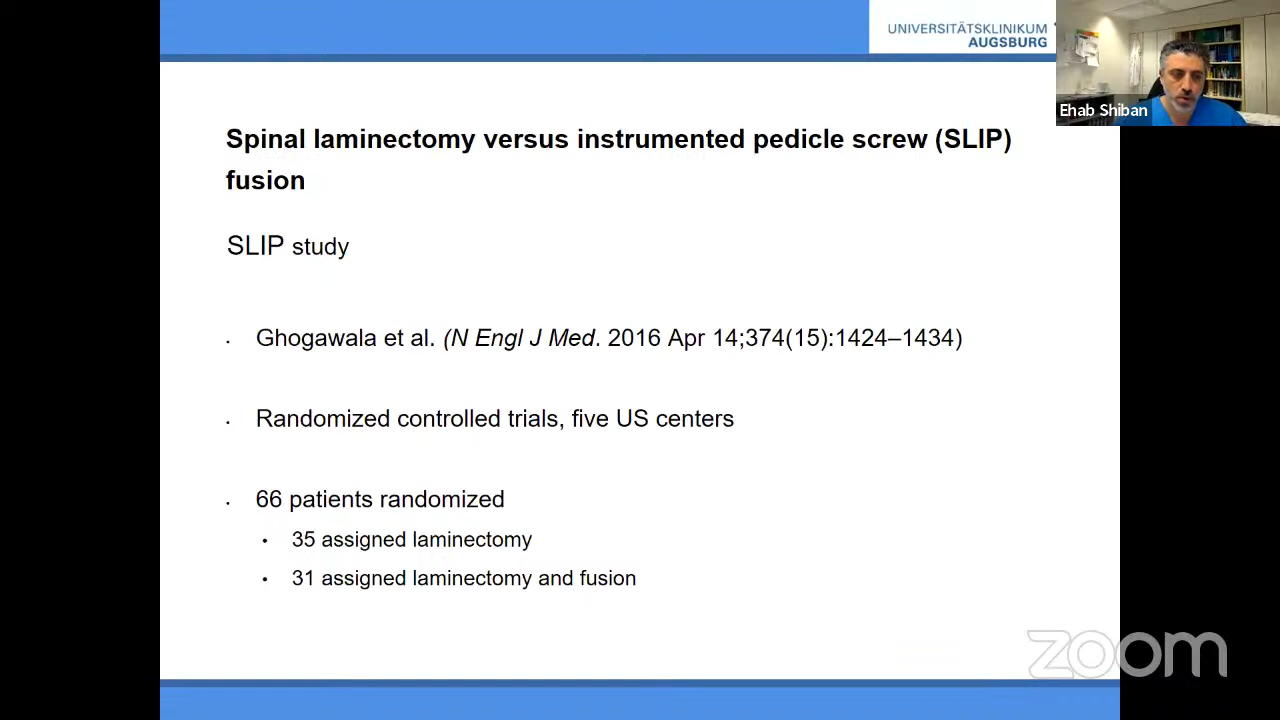 UNIVERSITÄTSKLINIKUM
AUGSBURG
Ehab Shiban
Spinal laminectomy versus instrumented pedicle screw (SLIP)
fusion
SLIP study
• Ghogawala et al. (N Engl J Med. 2016 Apr 14;374(15):1424–1434)
• Randomized controlled trials, five US centers
• 66 patients randomized
• 35 assigned laminectomy
• 31 assigned laminectomy and fusion
zoom